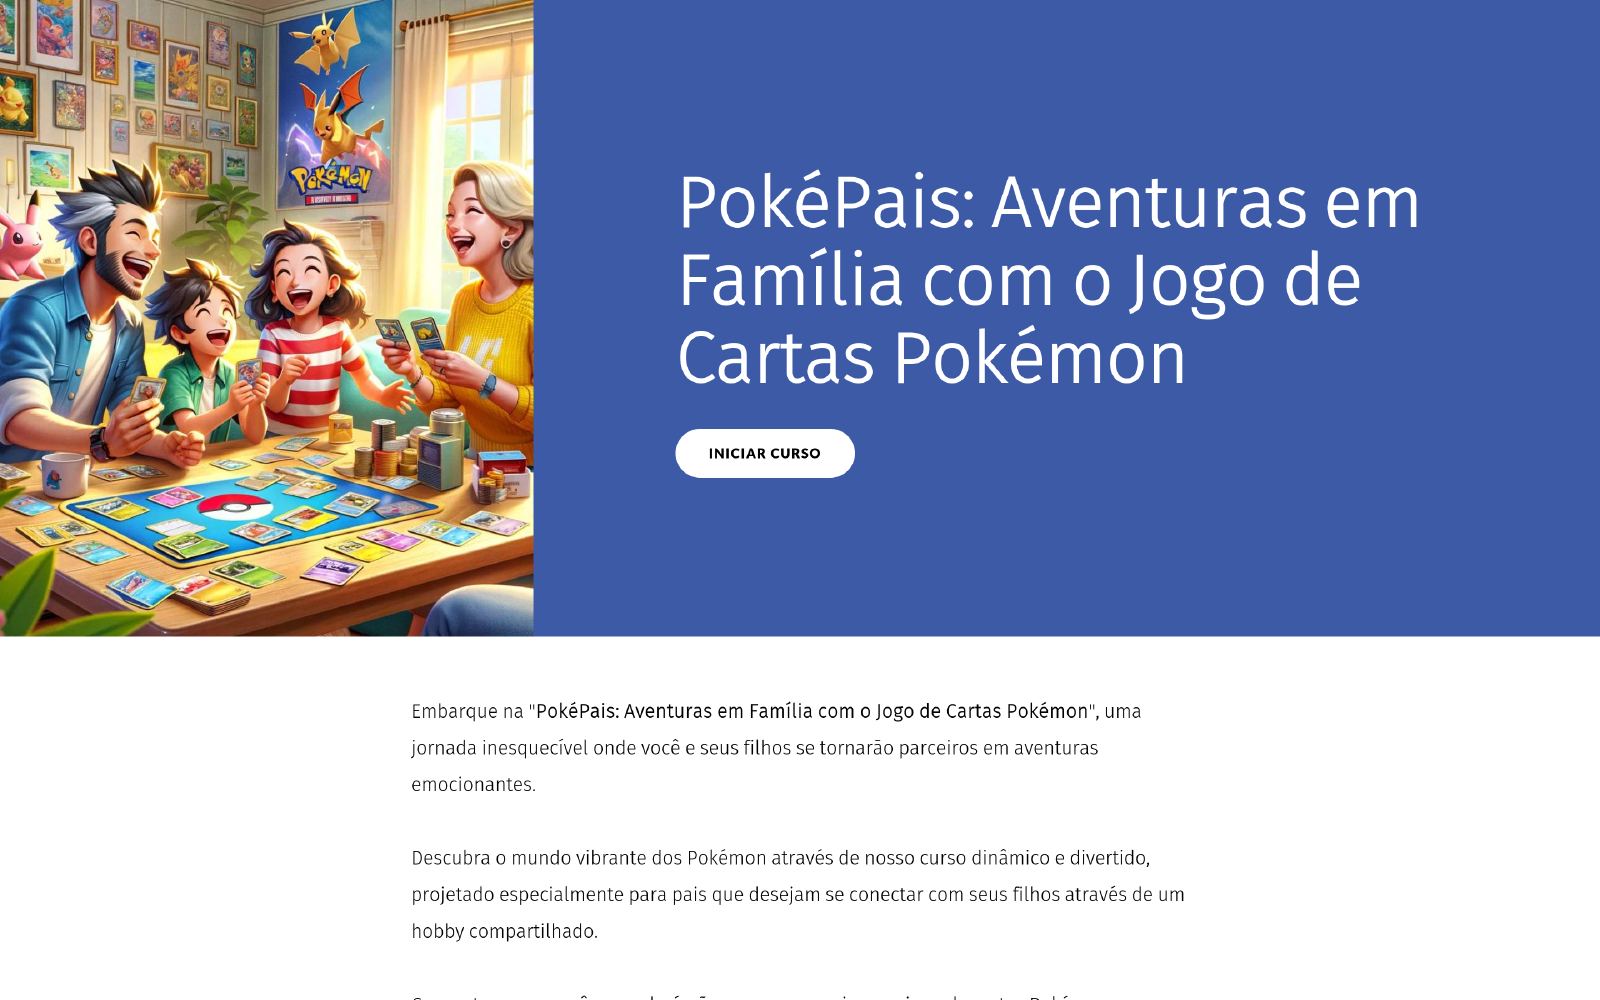 POKÉMON
PokéPais: Aventuras em
Família com o Jogo de
Cartas Pokémon
INICIAR CURSO
Embarque na "PokéPais: Aventuras em Família com o Jogo de Cartas Pokémon", uma
jornada inesquecível onde você e seus filhos se tornarão parceiros em aventuras
emocionantes.
Descubra o mundo vibrante dos Pokémon através de nosso curso dinâmico e divertido,
projetado especialmente para pais que desejam se conectar com seus filhos através de um
hobby compartilhado.